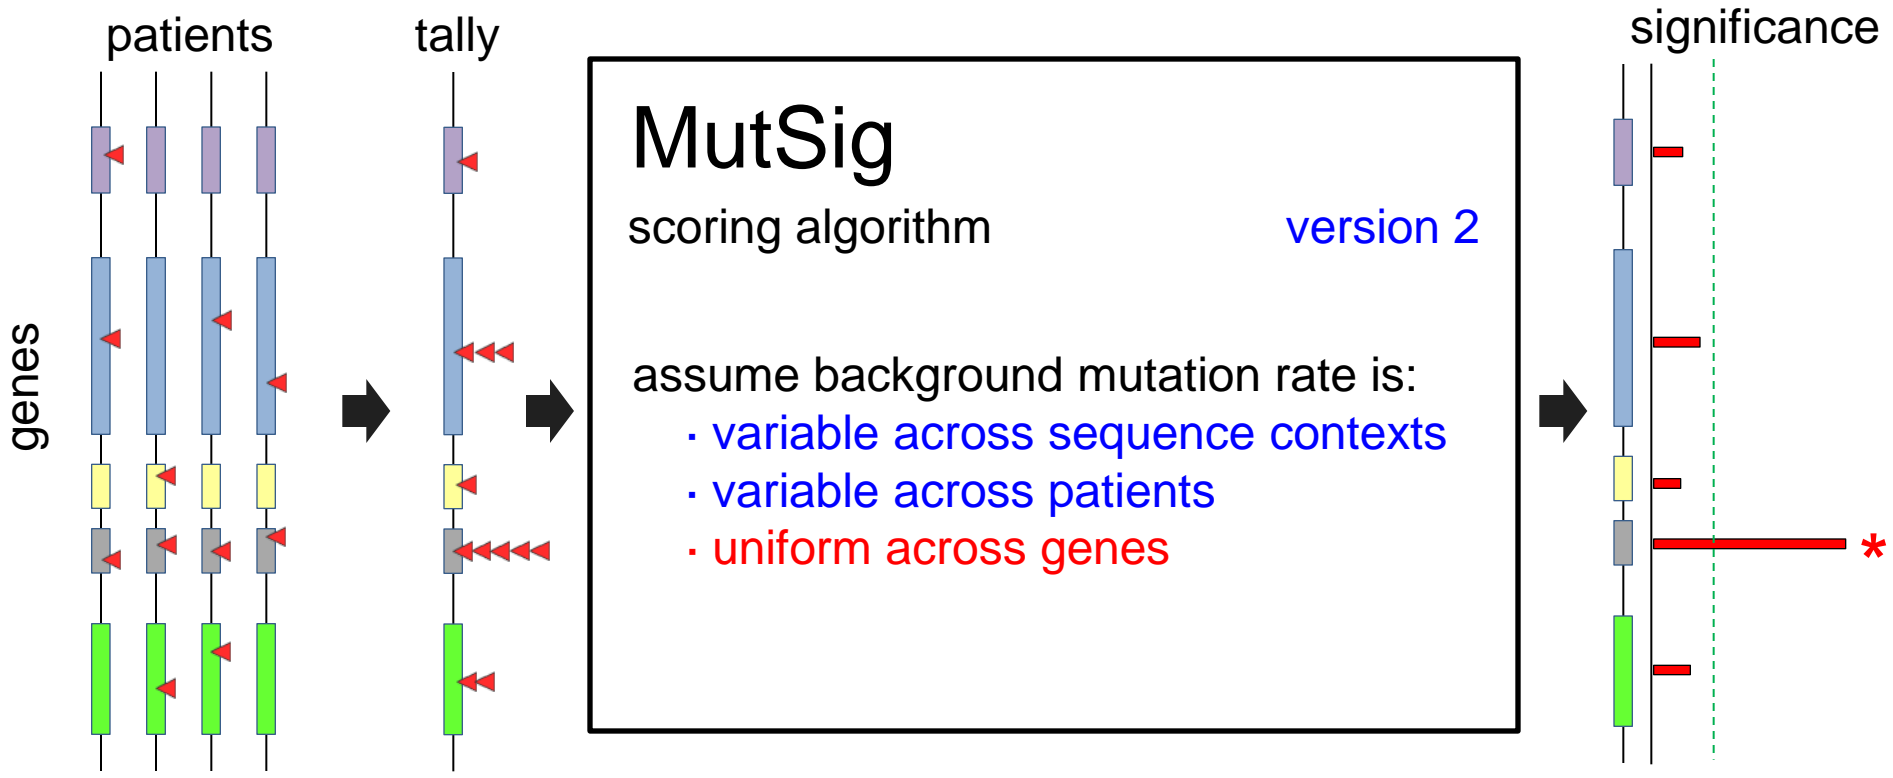 patients
tally
significance
genes
MutSig
scoring algorithm version 2
assume background mutation rate is:
· variable across sequence contexts
· variable across patients
· uniform across genes
*